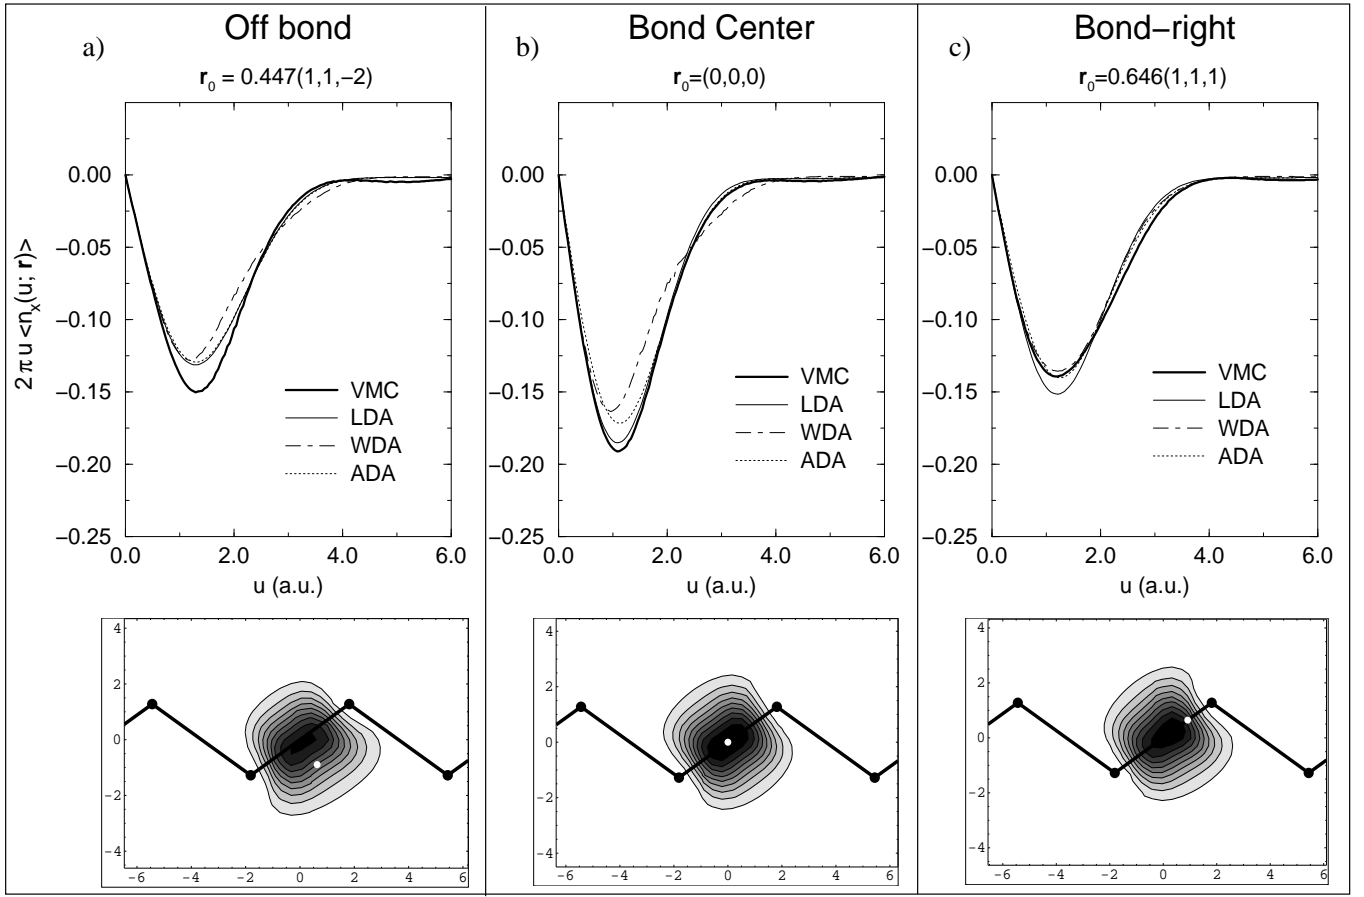 a) Off bond
r0 = 0.447(1,1,−2)
2πu <nx(u; r)>
0.00
−0.05
−0.10
−0.15
−0.20
−0.25
VMC
LDA
WDA
ADA
0.0 2.0 4.0 6.0
u (a.u.)
4
2
0
−2
−4
−6 −4 −2 0 2 4 6
b) Bond Center
r0=(0,0,0)
0.00
−0.05
−0.10
−0.15
−0.20
−0.25
VMC
LDA
WDA
ADA
0.0 2.0 4.0 6.0
u (a.u.)
4
2
0
−2
−4
−6 −4 −2 0 2 4 6
c) Bond−right
r0=0.646(1,1,1)
0.00
−0.05
−0.10
−0.15
−0.20
−0.25
VMC
LDA
WDA
ADA
0.0 2.0 4.0 6.0
u (a.u.)
4
2
0
−2
−4
−6 −4 −2 0 2 4 6